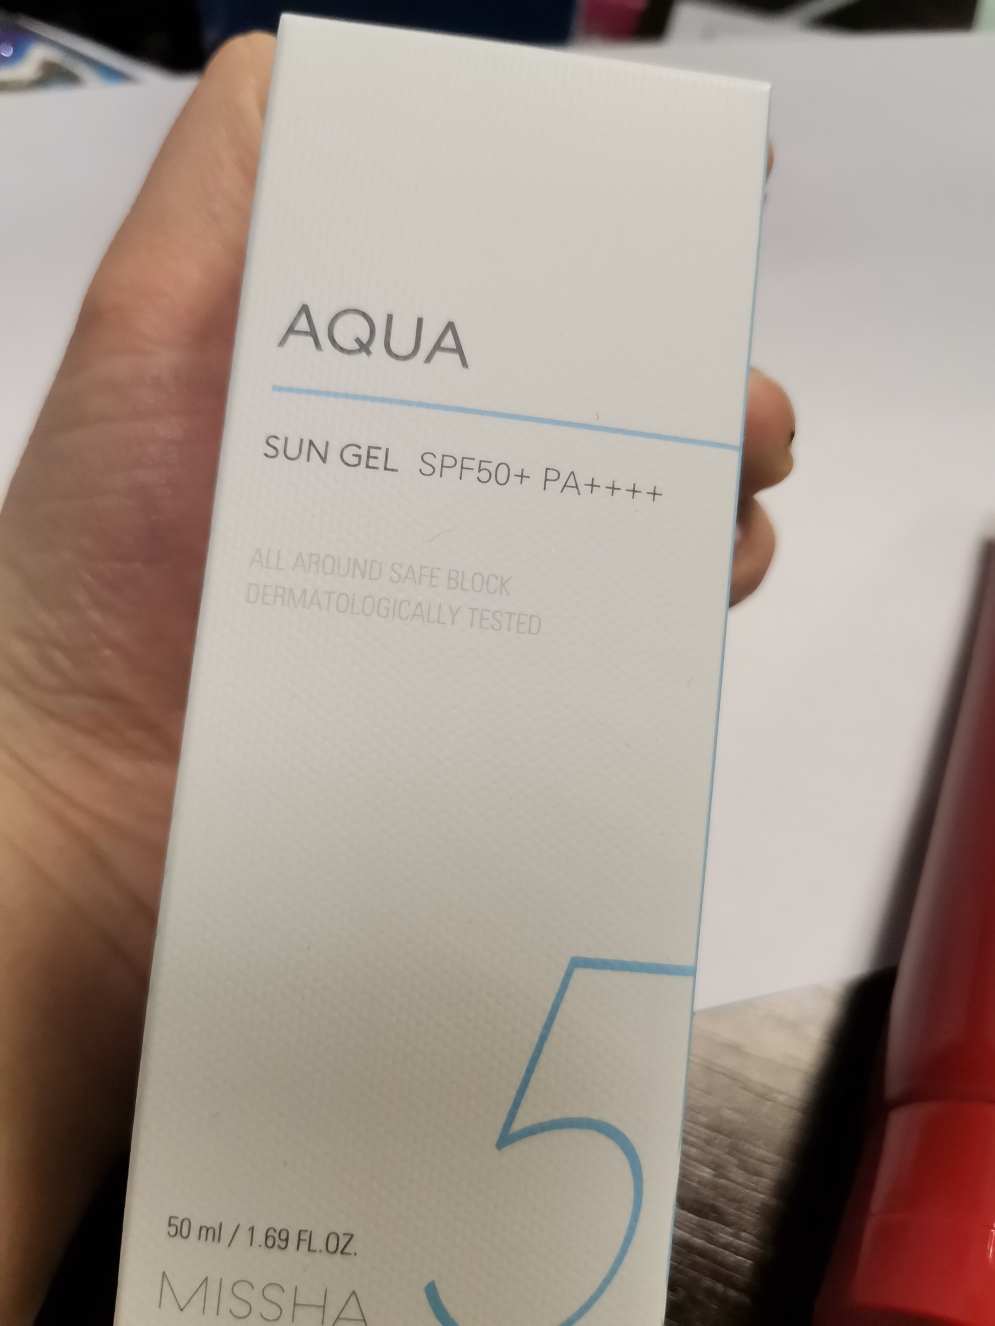 AQUA
SUN GEL SPF50+ PA++++
ALL AROUND SAFE BLOCK
DERMATOLOGICALLY TESTED
5
50 ml / 1.69 FL.OZ.
MISSHA